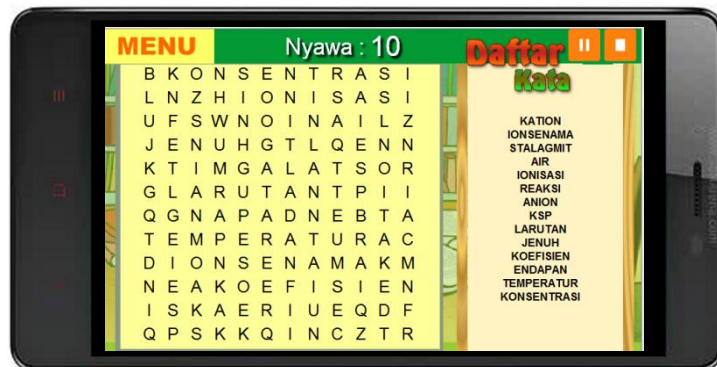 MENU
Nyawa : 10
Daftar
Kata
B K O N S E N T R A S I
L N Z H I O N I S A S I
U F S W N O I N A I L Z
J E N U H G T L Q E N N
K T I M G A L A T S O R
G L A R U T A N T P I I
Q G N A P A D N E B T A
T E M P E R A T U R A C
D I O N S E N A M A K M
N E A K O E F I S I E N
I S K A E R I U E Q D F
Q P S K K Q I N C Z T R
KATION
IONSENAMA
STALAGMIT
AIR
IONISASI
REAKSI
ANION
KSP
LARUTAN
JENUH
KOEFISIEN
ENDAPAN
TEMPERATUR
KONSENTRASI